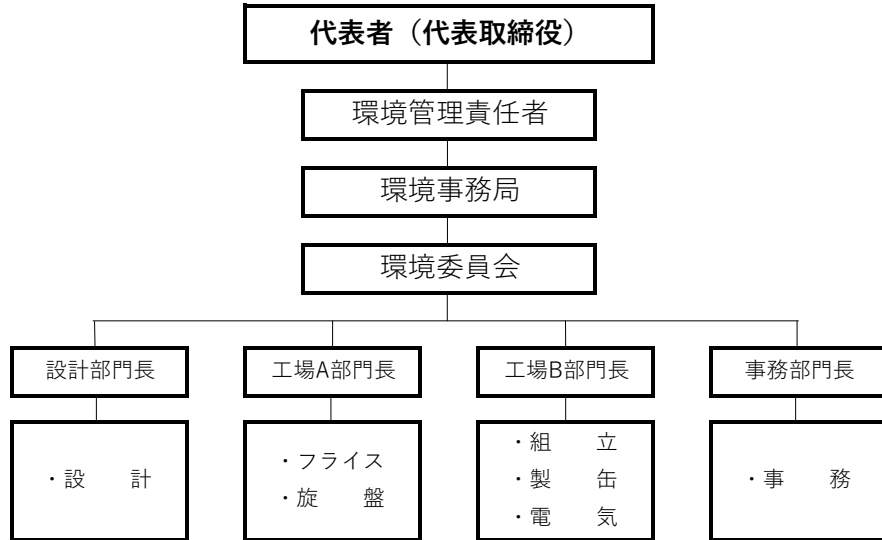 代表者（代表取締役）
環境管理責任者
環境事務局
環境委員会
設計部門長
工場A部門長
工場B部門長
事務部門長
・設　　計
・フライス
・旋　　盤
・組　　立
・製　　缶
・電　　気
・事　　務